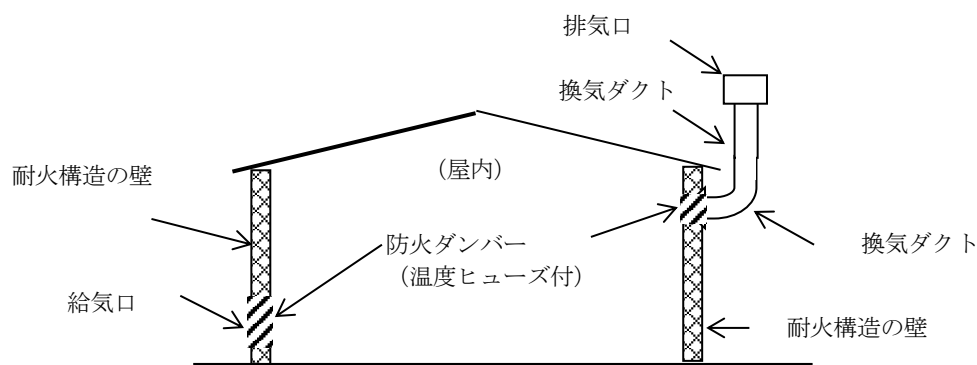 排気口
換気ダクト
(屋内)
耐火構造の壁
防火ダンバー
(温度ヒューズ付)
換気ダクト
給気口
耐火構造の壁